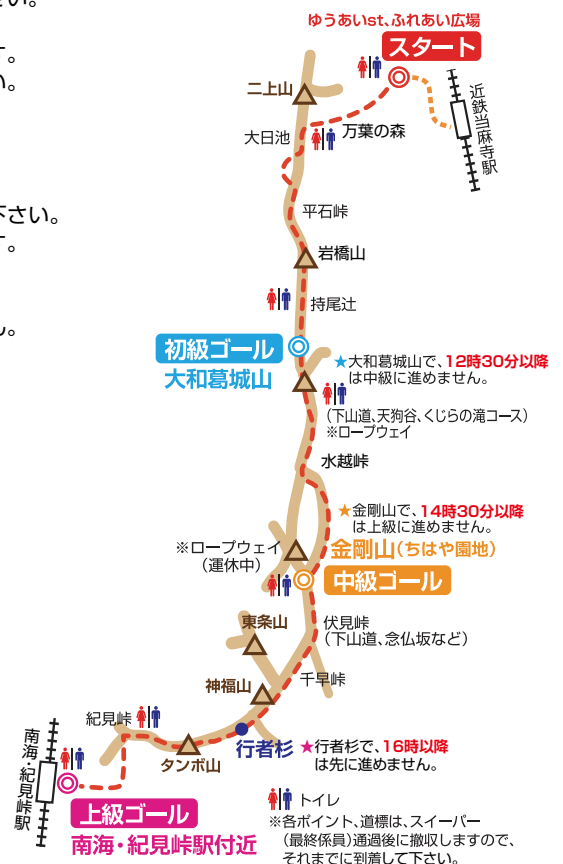 さい。
す。
い。
下さい。
す。
ん。
ゆうあいst、ふれあい広場
スタート
二上山
近鉄当麻寺駅
大日池
万葉の森
平石峠
岩橋山
持尾辻
初級ゴール
大和葛城山
★大和葛城山で、12時30分以降
は中級に進めません。
（下山道、天狗谷、くじらの滝コース）
※ロープウェイ
水越峠
★金剛山で、14時30分以降
は上級に進めません。
※ロープウェイ
（運休中）
金剛山（ちはや園地）
中級ゴール
東条山
伏見峠
（下山道、念仏坂など）
神福山
千早峠
紀見峠
行者杉
★行者杉で、16時以降
は先に進めません。
タンボ山
南海・紀見峠駅
上級ゴール
南海・紀見峠駅付近
トイレ
※各ポイント、道標は、スイーパー
（最終係員）通過後に撤収しますので、
それまでに到着して下さい。